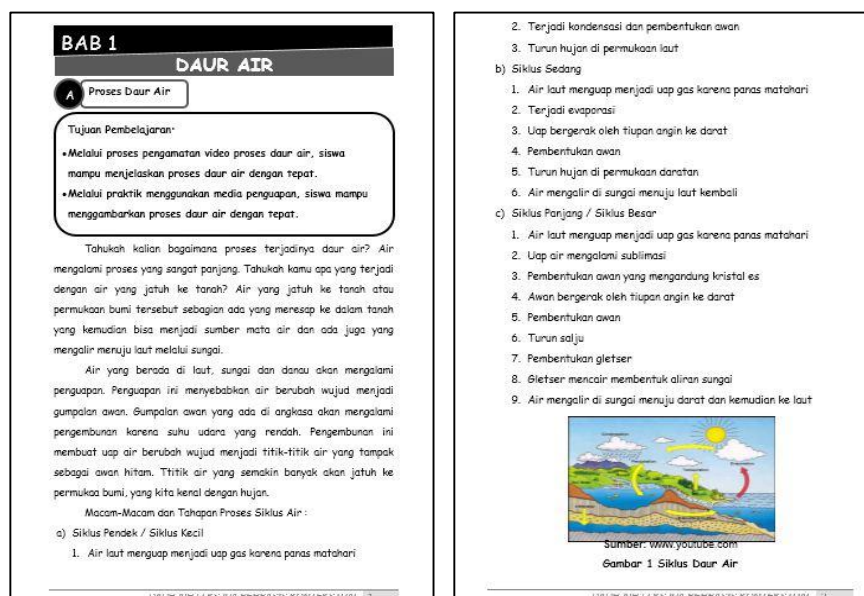 BAB 1
DAUR AIR
A Proses Daur Air
Tujuan Pembelajaran:
•Melalui proses pengamatan video proses daur air, siswa
mampu menjelaskan proses daur air dengan tepat.
•Melalui praktik menggunakan media penguapan, siswa mampu
menggambarkan proses daur air dengan tepat.
Tahukah kalian bagaimana proses terjadinya daur air? Air
mengalami proses yang sangat panjang. Tahukah kamu apa yang terjadi
dengan air yang jatuh ke tanah? Air yang jatuh ke tanah atau
permukaan bumi tersebut sebagian ada yang meresap ke dalam tanah
yang kemudian bisa menjadi sumber mata air dan ada juga yang
mengalir menuju laut melalui sungai.
Air yang berada di laut, sungai dan danau akan mengalami
penguapan. Penguapan ini menyebabkan air berubah wujud menjadi
gumpalan awan. Gumpalan awan yang ada di angkasa akan mengalami
pengembunan karena suhu udara yang rendah. Pengembunan ini
membuat uap air berubah wujud menjadi titik-titik air yang tampak
sebagai awan hitam. Ttitik air yang semakin banyak akan jatuh ke
permukaa bumi, yang kita kenal dengan hujan.
Macam-Macam dan Tahapan Proses Siklus Air :
a) Siklus Pendek / Siklus Kecil
1. Air laut menguap menjadi uap gas karena panas matahari
2. Terjadi kondensasi dan pembentukan awan
3. Turun hujan di permukaan laut
b) Siklus Sedang
1. Air laut menguap menjadi uap gas karena panas matahari
2. Terjadi evaporasi
3. Uap bergerak oleh tiupan angin ke darat
4. Pembentukan awan
5. Turun hujan di permukaan daratan
6. Air mengalir di sungai menuju laut kembali
c) Siklus Panjang / Siklus Besar
1. Air laut menguap menjadi uap gas karena panas matahari
2. Uap air mengalami sublimasi
3. Pembentukan awan yang mengandung kristal es
4. Awan bergerak oleh tiupan angin ke darat
5. Pembentukan awan
6. Turun salju
7. Pembentukan gletser
8. Gletser mencair membentuk aliran sungai
9. Air mengalir di sungai menuju darat dan kemudian ke laut
Sumber: www.youtube.com
Gambar 1 Siklus Daur Air